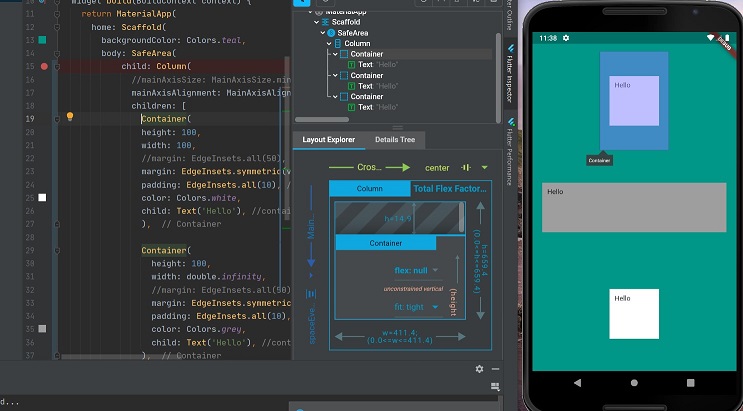 Widget build(BuildContext context) {
15 return MaterialApp(
13 home: Scaffold(
14 backgroundColor: Colors.teal,
body: SafeArea(
15 child: Column(
16 //mainAxisSize: MainAxisSize.min
17 mainAxisAlignment: MainAxisAlign
18 children: [
19 Container(
20 height: 100,
21 width: 100,
22 //margin: EdgeInsets.all(50),
23 margin: EdgeInsets.symmetric(v
24 padding: EdgeInsets.all(10), /
25 color: Colors.white,
26 child: Text('Hello'), //contai
27 ), // Container
28
29 Container(
30 height: 100,
31 width: double.infinity,
32 //margin: EdgeInsets.all(50)
33 margin: EdgeInsets.symmetric
34 padding: EdgeInsets.all(10),
35 color: Colors.grey,
36 child: Text('Hello'), //cont
37 ), // Container
d...
MaterialApp
Scaffold
SafeArea
Column
Container
Text: "Hello"
Container
Text: "Hello"
Container
Text: "Hello"
Layout Explorer Details Tree
Cros... center
Column Total Flex Factor...
h=14.9
Container
flex: null
unconstrained vertical
fit: tight
(height
Main...
spaceEve...
h=659.4
(0.0<=h<=659.4)
w=411.4;
(0.0<=w<=411.4)
Flutter Outline
Flutter Inspector
Flutter Performance
11:38
DEBUG
Hello
Container
Hello
Hello